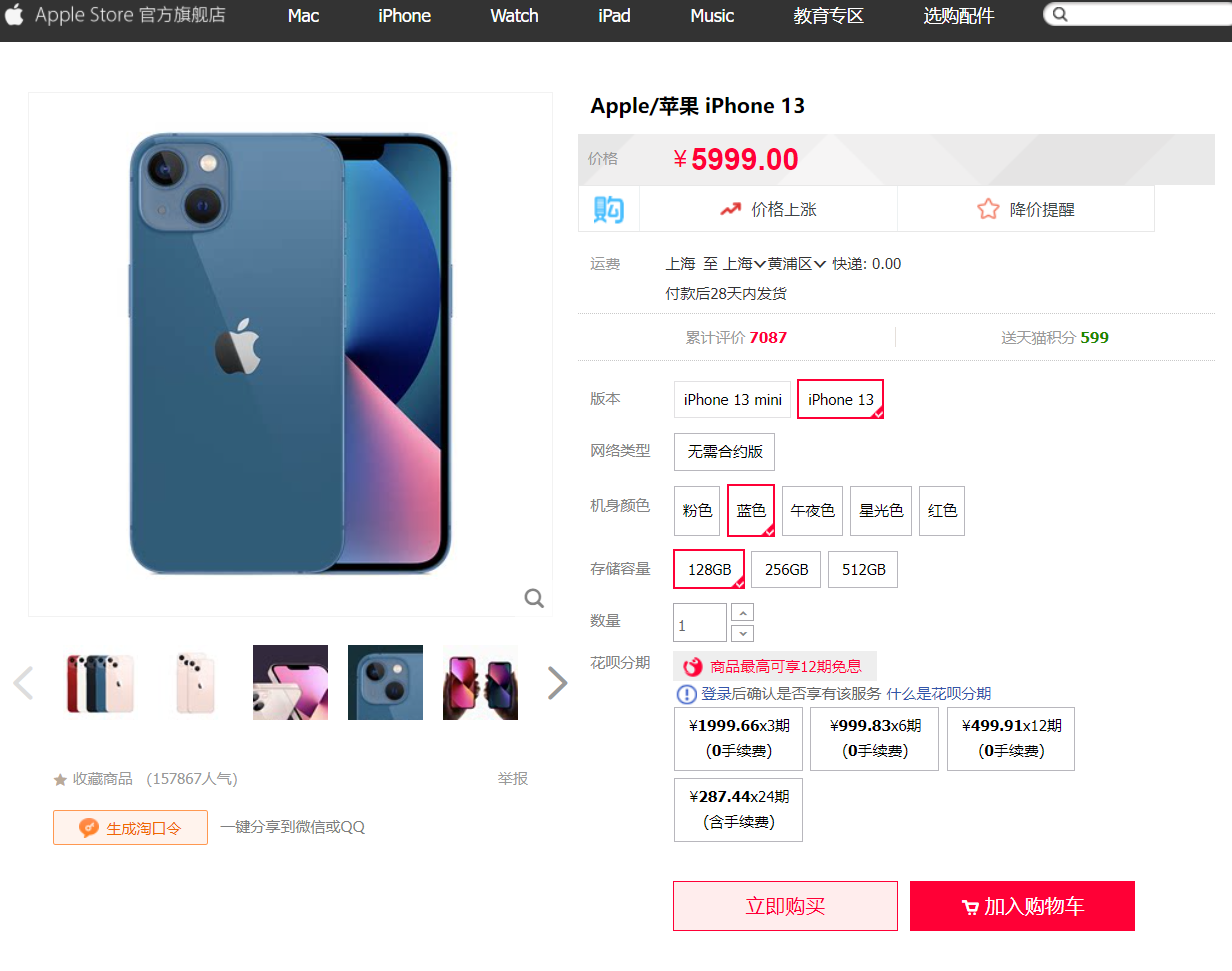 Apple Store 官方旗舰店 Mac iPhone Watch iPad Music 教育专区 选购配件
Apple/苹果 iPhone 13
价格 ¥5999.00
购 价格上涨 降价提醒
运费 上海 至 上海 黄浦区 快递: 0.00
付款后28天内发货
累计评价 7087 送天猫积分 599
版本 iPhone 13 mini iPhone 13
网络类型 无需合约版
机身颜色 粉色 蓝色 午夜色 星光色 红色
存储容量 128GB 256GB 512GB
数量 1
花呗分期 商品最高可享12期免息
登录后确认是否享有该服务 什么是花呗分期
¥1999.66x3期 ¥999.83x6期 ¥499.91x12期
(0手续费) (0手续费) (0手续费)
¥287.44x24期
(含手续费)
收藏商品 (157867人气) 举报
生成淘口令 一键分享到微信或QQ
立即购买 加入购物车